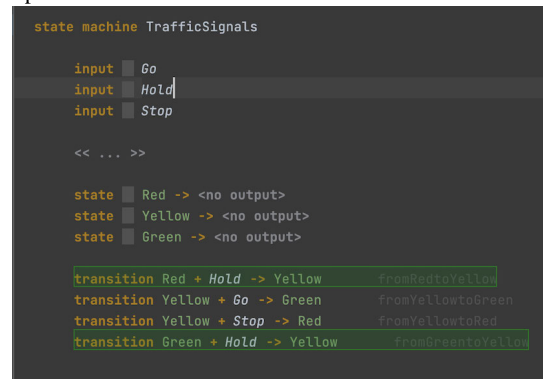 state machine TrafficSignals
input Go
input Hold
input Stop
<< ... >>
state Red -> <no output>
state Yellow -> <no output>
state Green -> <no output>
transition Red + Hold -> Yellow fromRedtoYellow
transition Yellow + Go -> Green fromYellowtoGreen
transition Yellow + Stop -> Red fromYellowtoRed
transition Green + Hold -> Yellow fromGreentoYellow